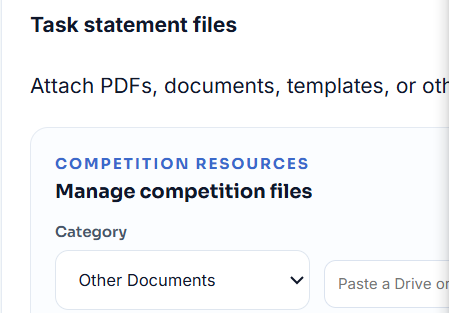 Task statement files
Attach PDFs, documents, templates, or
COMPETITION RESOURCES
Manage competition files
Category
Other Documents
Paste a Drive or